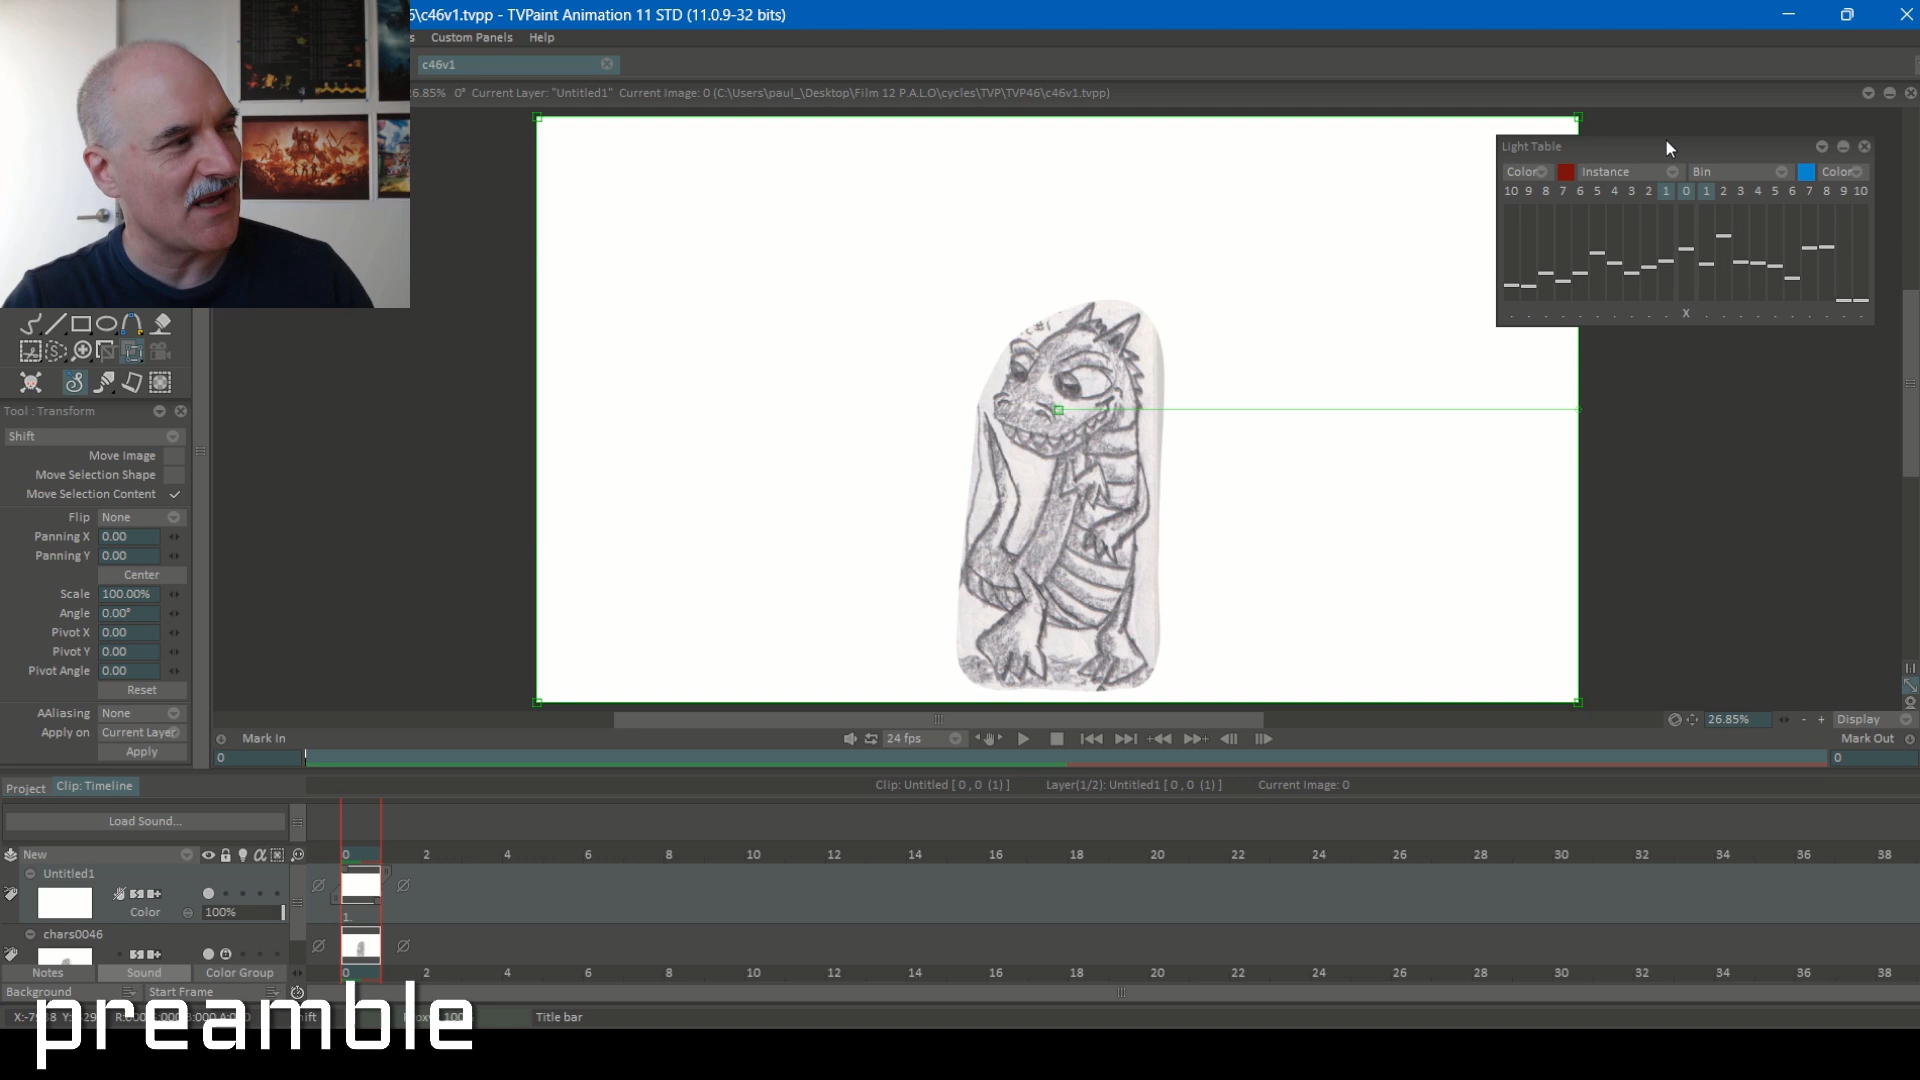 6\c46v1.tvpp - TVPaint Animation 11 STD (11.0.9-32 bits)
s Custom Panels Help
c46v1
26.85% 0° Current Layer: "Untitled1" Current Image: 0 (C:\Users\paul_\Desktop\Film 12 P.A.L.O\cycles\TVP\TVP46\c46v1.tvpp)
Light Table
Color Instance Bin Color
10 9 8 7 6 5 4 3 2 1 0 1 2 3 4 5 6 7 8 9 10
X
Tool : Transform
Shift
Move Image
Move Selection Shape
Move Selection Content
Flip None
Panning X 0.00
Panning Y 0.00
Center
Scale 100.00%
Angle 0.00°
Pivot X 0.00
Pivot Y 0.00
Pivot Angle 0.00
Reset
AAliasing None
Apply on Current Layer
Apply
26.85% - + Display
Mark In 24 fps Mark Out
0 0
Project Clip: Timeline Clip: Untitled [ 0 , 0 (1) ] Layer(1/2): Untitled1 [ 0 , 0 (1) ] Current Image: 0
Load Sound...
New 0 2 4 6 8 10 12 14 16 18 20 22 24 26 28 30 32 34 36 38
Untitled1
Color 100%
1.
chars0046
Notes Sound Color Group 0 2 4 6 8 10 12 14 16 18 20 22 24 26 28 30 32 34 36 38
Background Start Frame
Title bar
preamble